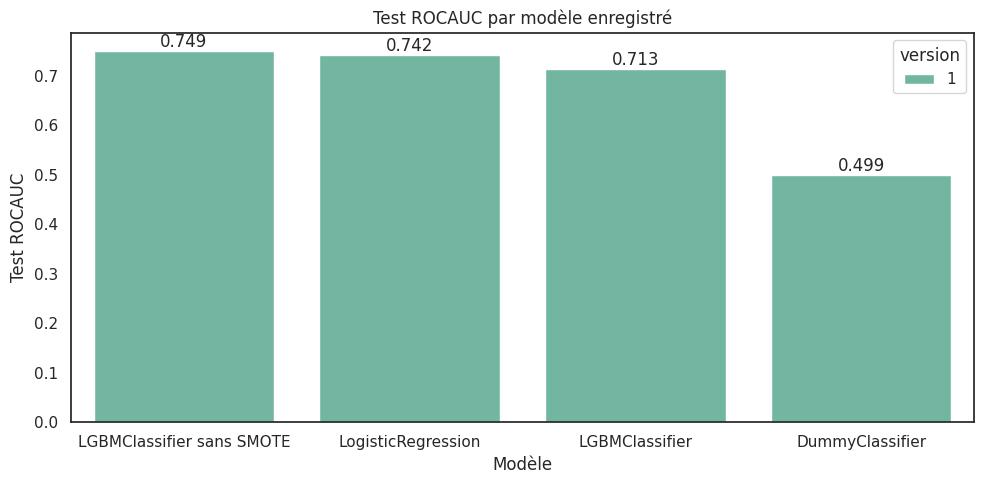 Test ROCAUC par modèle enregistré
0.749
0.742
0.713
0.499
version
1
Test ROCAUC
0.7
0.6
0.5
0.4
0.3
0.2
0.1
0.0
LGBMClassifier sans SMOTE
LogisticRegression
LGBMClassifier
DummyClassifier
Modèle